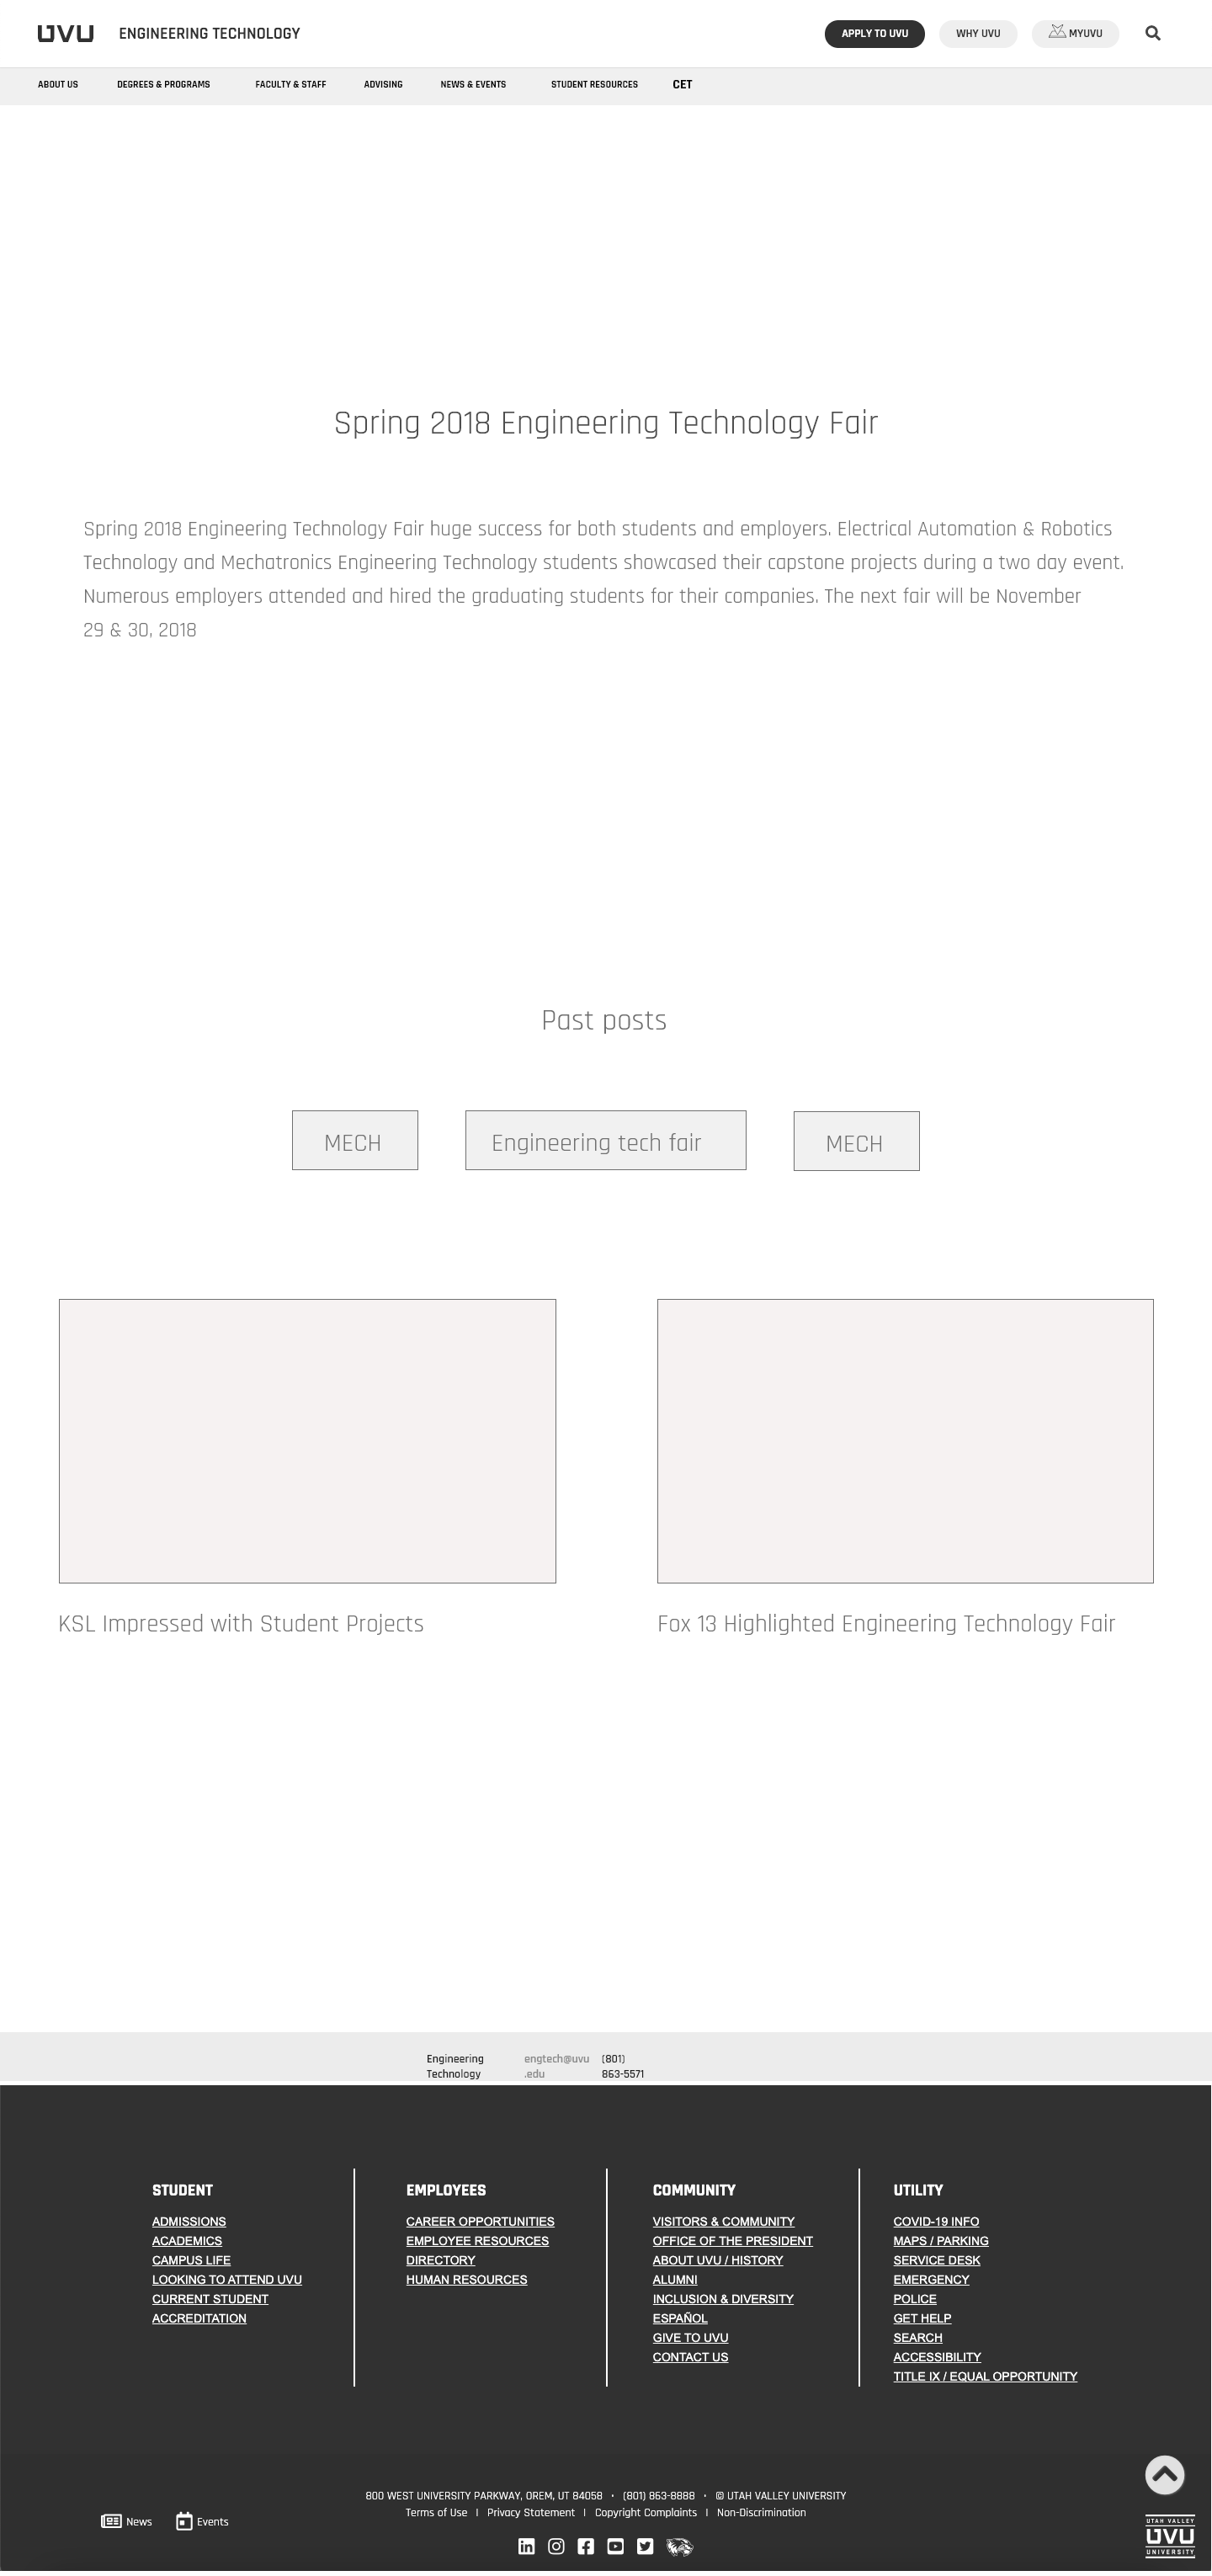 UVU ENGINEERING TECHNOLOGY APPLY TO UVU WHY UVU MYUVU
ABOUT US DEGREES & PROGRAMS FACULTY & STAFF ADVISING NEWS & EVENTS STUDENT RESOURCES CET
Spring 2018 Engineering Technology Fair
Spring 2018 Engineering Technology Fair huge success for both students and employers. Electrical Automation & Robotics
Technology and Mechatronics Engineering Technology students showcased their capstone projects during a two day event.
Numerous employers attended and hired the graduating students for their companies. The next fair will be November
29 & 30, 2018
Past posts
MECH Engineering tech fair MECH
KSL Impressed with Student Projects
Fox 13 Highlighted Engineering Technology Fair
Engineering
Technology
engtech@uvu
.edu
(801)
863-5571
STUDENT
ADMISSIONS
ACADEMICS
CAMPUS LIFE
LOOKING TO ATTEND UVU
CURRENT STUDENT
ACCREDITATION
EMPLOYEES
CAREER OPPORTUNITIES
EMPLOYEE RESOURCES
DIRECTORY
HUMAN RESOURCES
COMMUNITY
VISITORS & COMMUNITY
OFFICE OF THE PRESIDENT
ABOUT UVU / HISTORY
ALUMNI
INCLUSION & DIVERSITY
ESPAÑOL
GIVE TO UVU
CONTACT US
UTILITY
COVID-19 INFO
MAPS / PARKING
SERVICE DESK
EMERGENCY
POLICE
GET HELP
SEARCH
ACCESSIBILITY
TITLE IX / EQUAL OPPORTUNITY
800 WEST UNIVERSITY PARKWAY, OREM, UT 84058 • (801) 863-8888 • © UTAH VALLEY UNIVERSITY
Terms of Use | Privacy Statement | Copyright Complaints | Non-Discrimination
News Events
UTAH VALLEY
UVU
UNIVERSITY